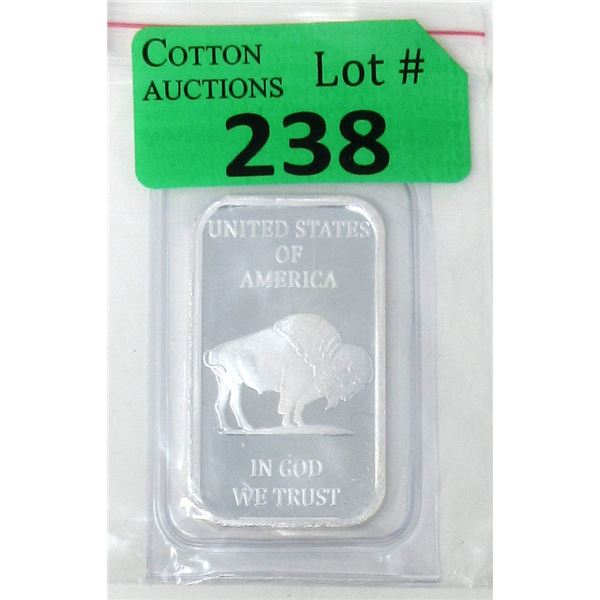 COTTON
AUCTIONS
Lot #
238
UNITED STATES
OF
AMERICA
IN GOD
WE TRUST